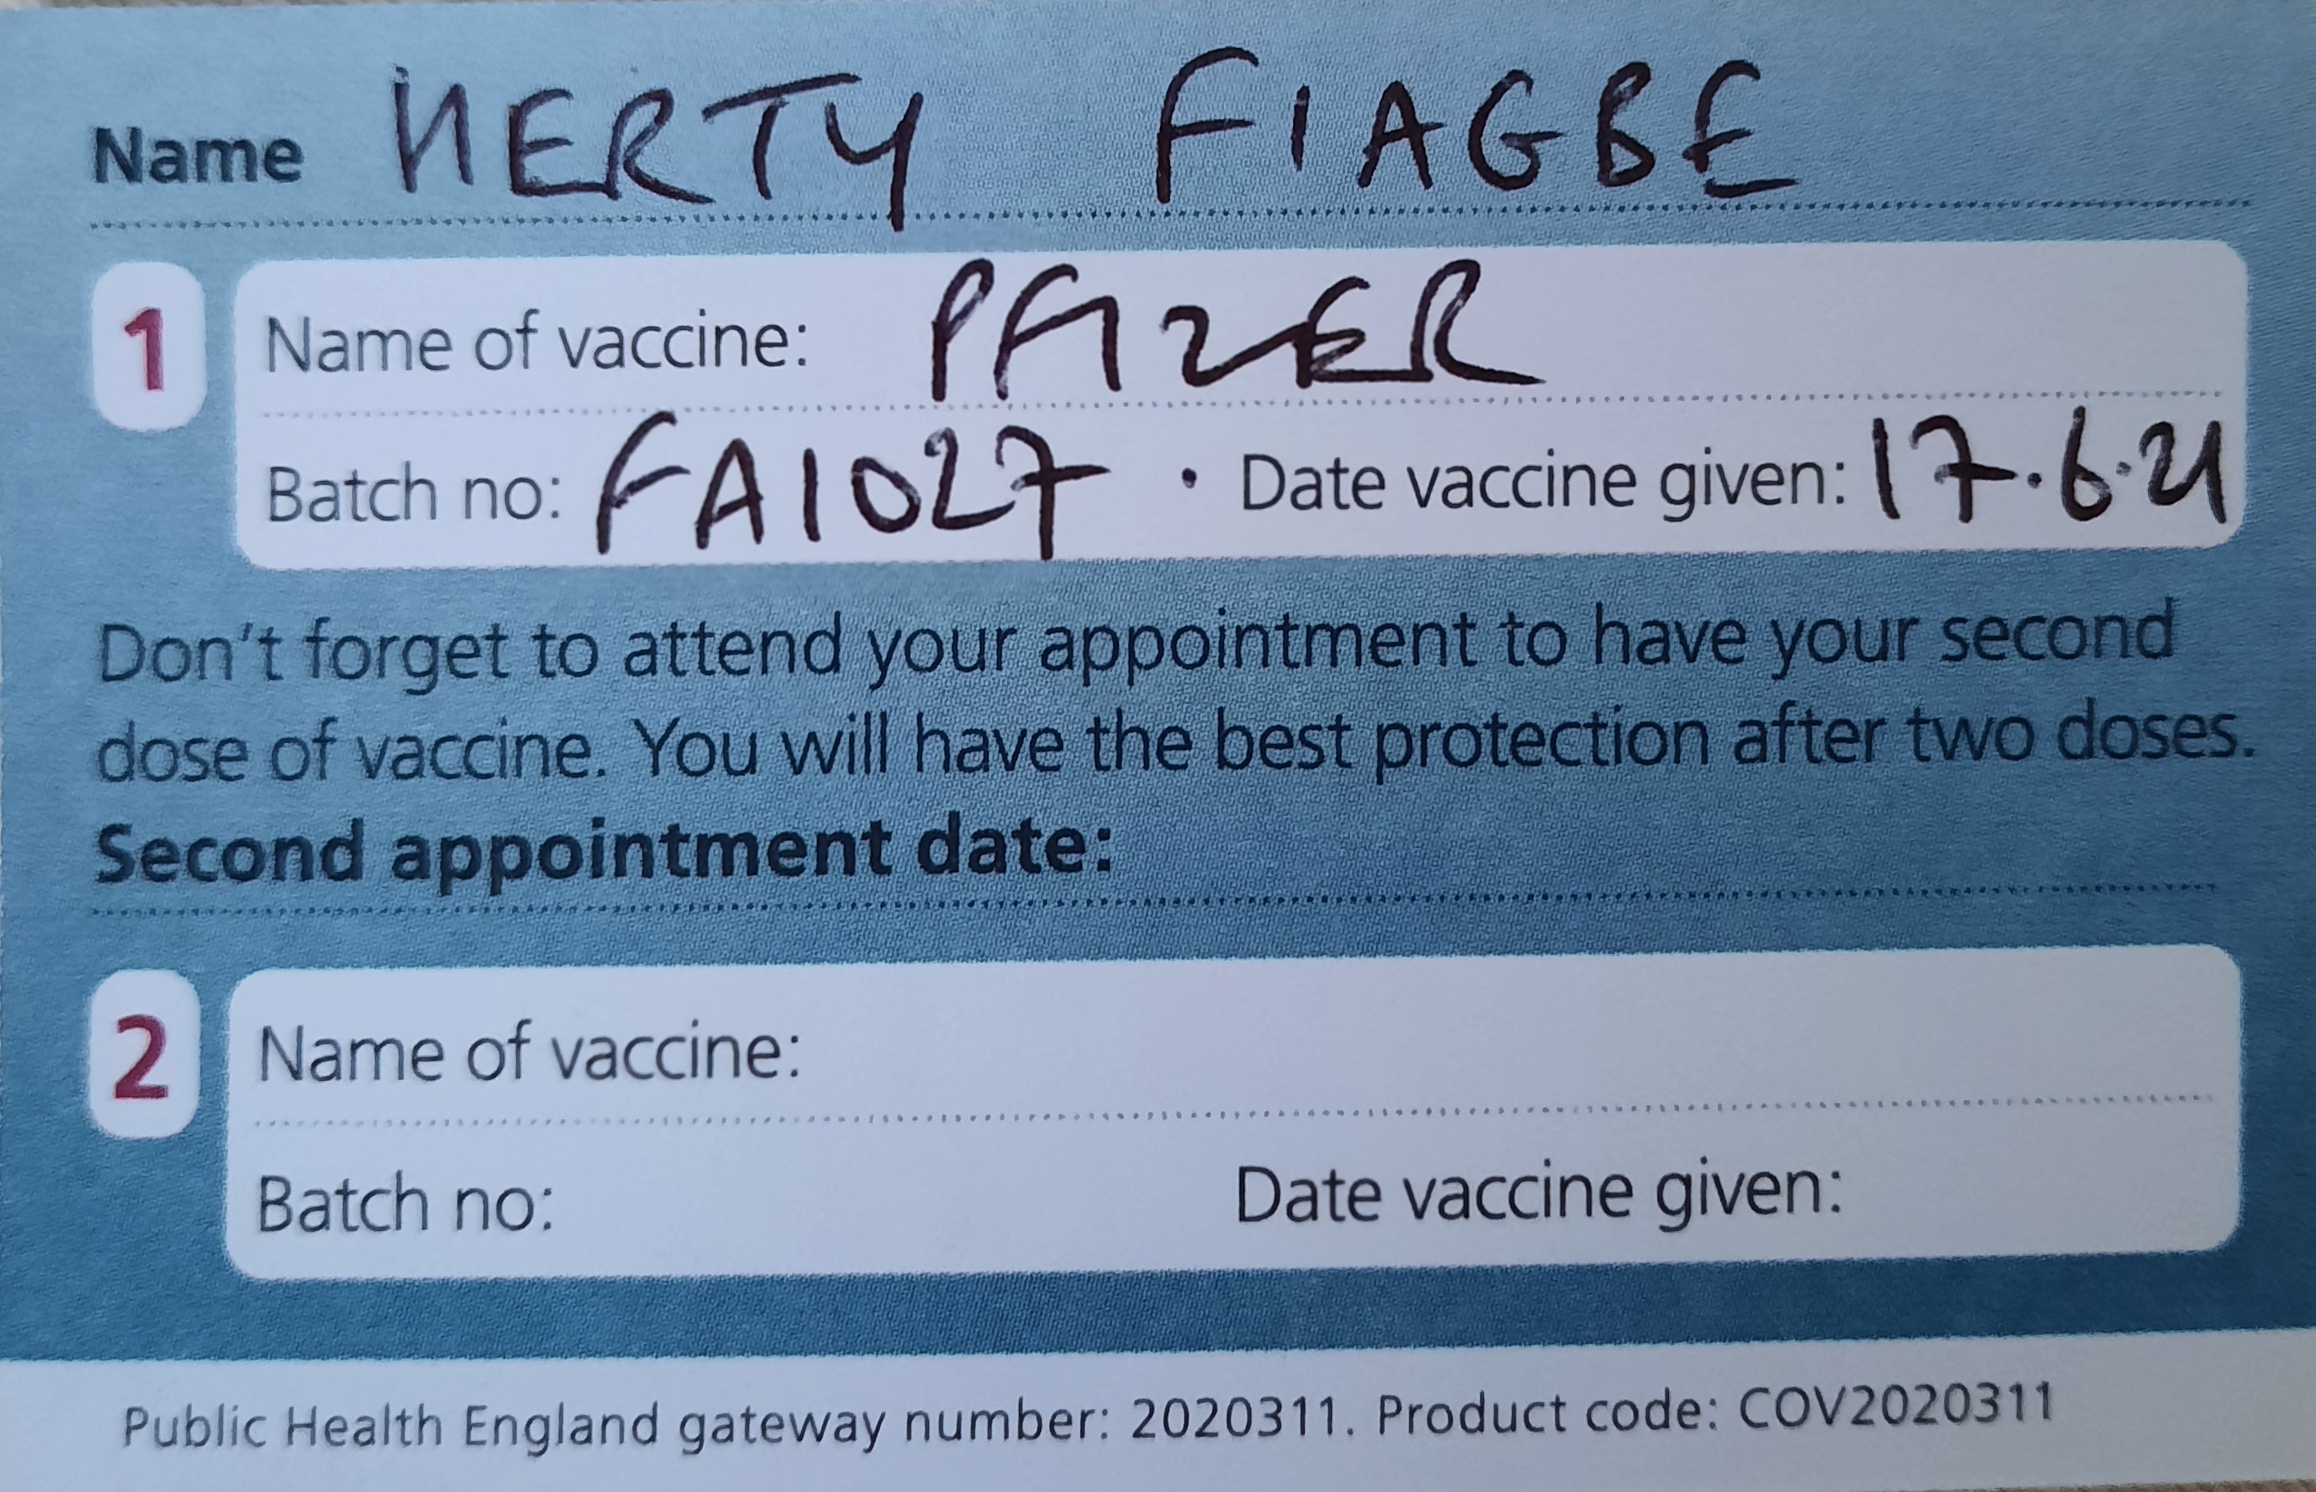 Name HERTY FIAGBE
1 Name of vaccine: PFIZER
Batch no: FA1027 • Date vaccine given: 17.6.21
Don't forget to attend your appointment to have your second
dose of vaccine. You will have the best protection after two doses.
Second appointment date:
2 Name of vaccine:
Batch no: Date vaccine given:
Public Health England gateway number: 2020311. Product code: COV2020311